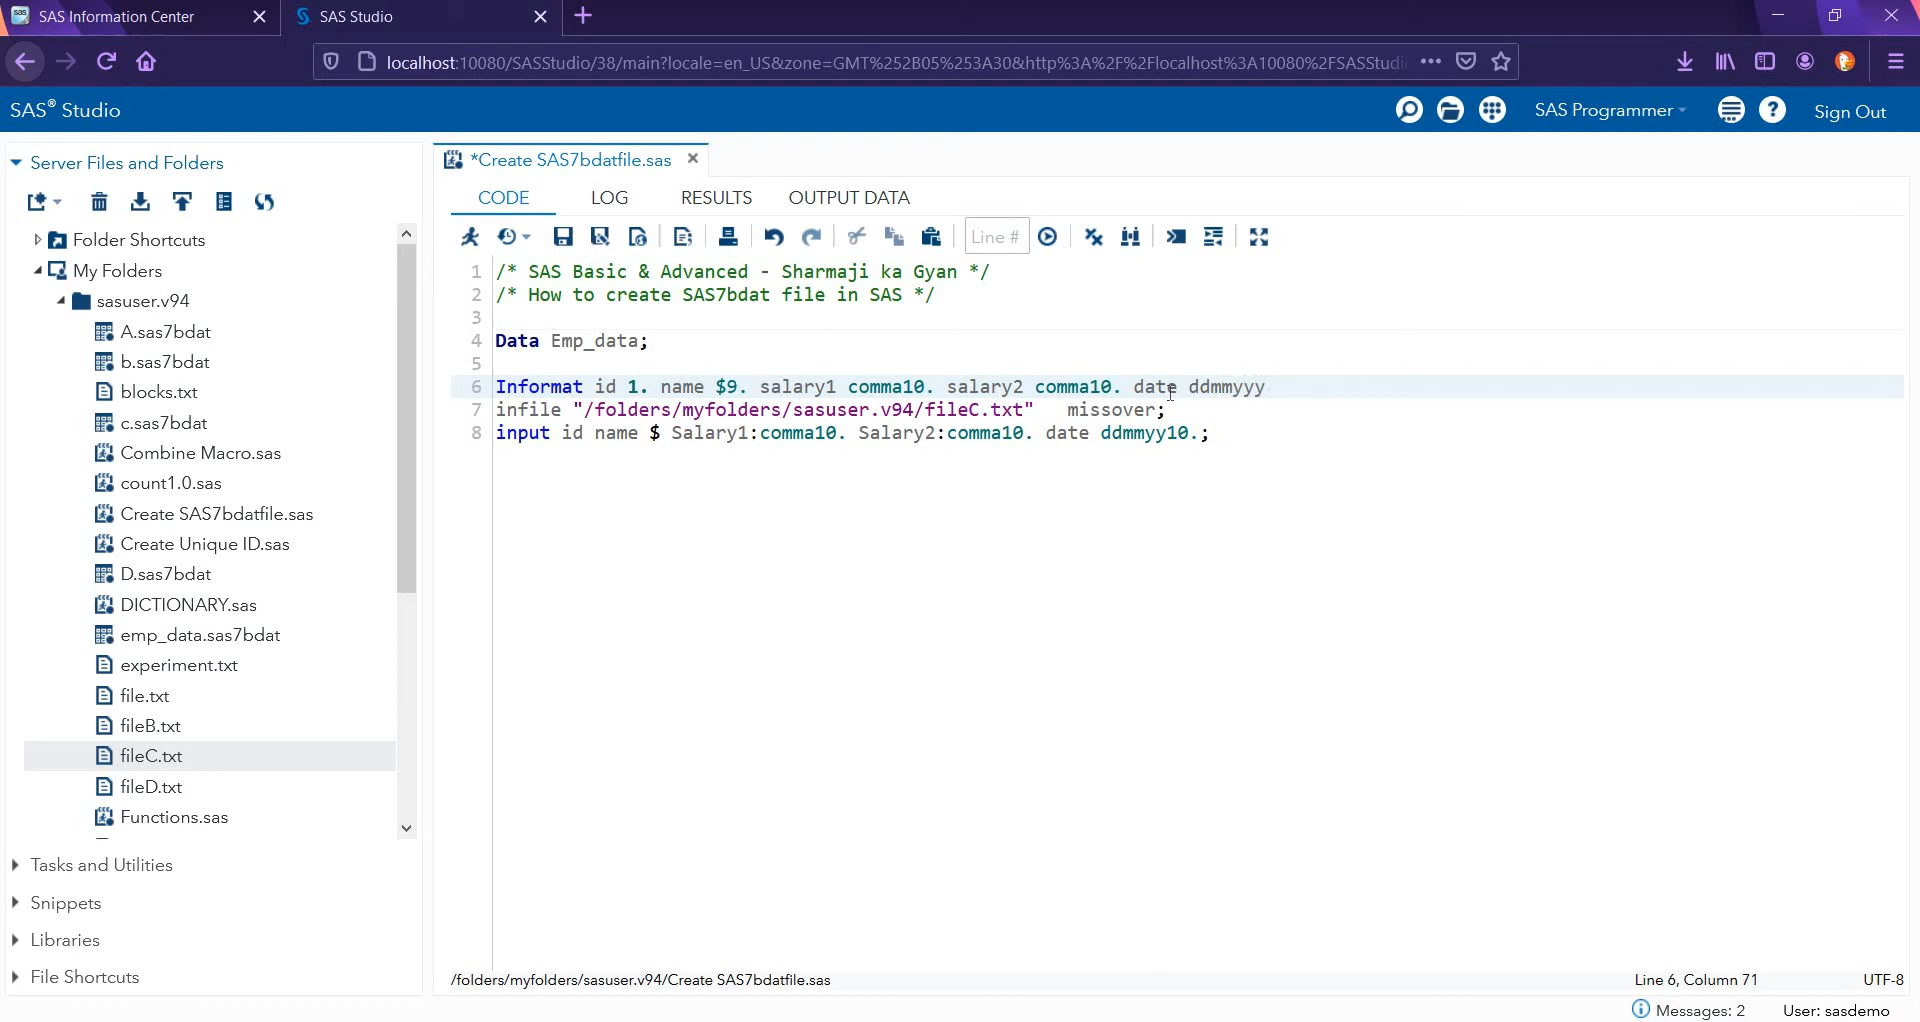 SAS Information Center
SAS Studio
localhost:10080/SASStudio/38/main?locale=en_US&zone=GMT%252B05%253A30&http%3A%2F%2Flocalhost%3A10080%2FSASStudi
SAS® Studio
SAS Programmer
Sign Out
Server Files and Folders
Folder Shortcuts
My Folders
sasuser.v94
A.sas7bdat
b.sas7bdat
blocks.txt
c.sas7bdat
Combine Macro.sas
count1.0.sas
Create SAS7bdatfile.sas
Create Unique ID.sas
D.sas7bdat
DICTIONARY.sas
emp_data.sas7bdat
experiment.txt
file.txt
fileB.txt
fileC.txt
fileD.txt
Functions.sas
Tasks and Utilities
Snippets
Libraries
File Shortcuts
*Create SAS7bdatfile.sas
CODE LOG RESULTS OUTPUT DATA
Line #
1 /* SAS Basic & Advanced - Sharmaji ka Gyan */
2 /* How to create SAS7bdat file in SAS */
3
4 Data Emp_data;
5
6 Informat id 1. name $9. salary1 comma10. salary2 comma10. date ddmmyyy
7 infile "/folders/myfolders/sasuser.v94/fileC.txt" missover;
8 input id name $ Salary1:comma10. Salary2:comma10. date ddmmyy10.;
/folders/myfolders/sasuser.v94/Create SAS7bdatfile.sas
Line 6, Column 71
UTF-8
Messages: 2
User: sasdemo